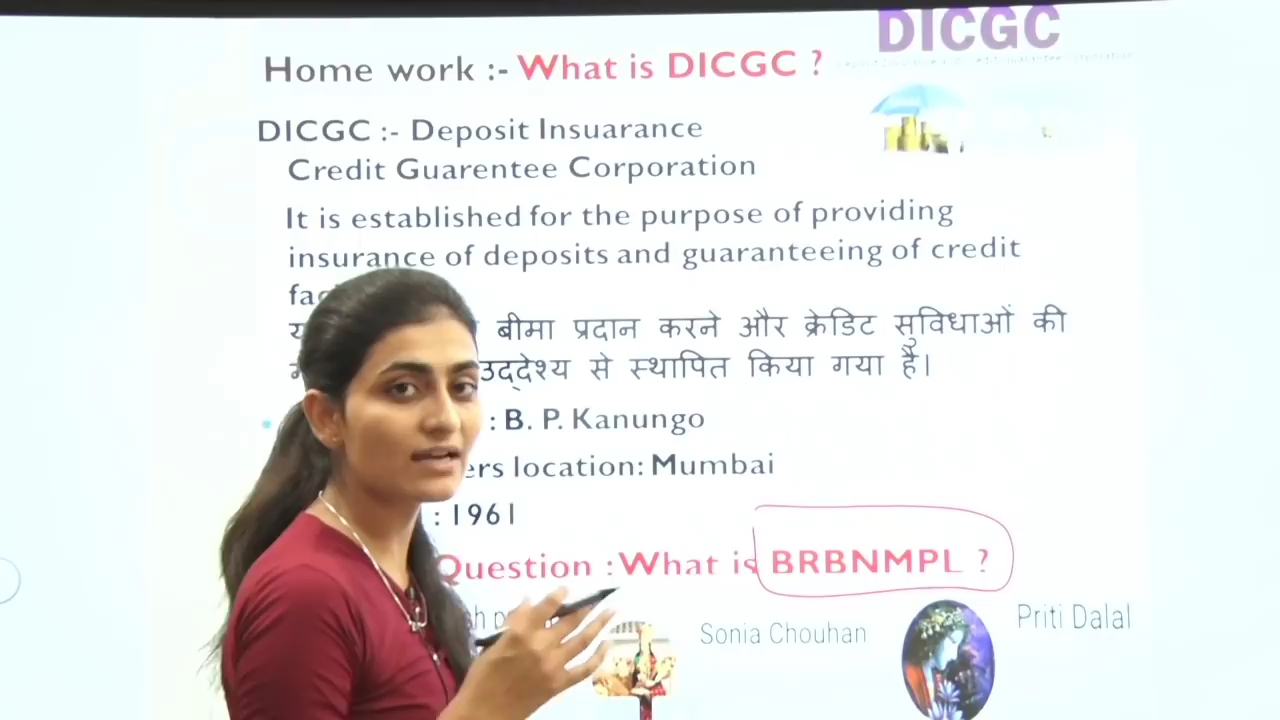 DICGC
Home work :- What is DICGC ?
DICGC :- Deposit Insuarance
Credit Guarentee Corporation
It is established for the purpose of providing
insurance of deposits and guaranteeing of credit
बीमा प्रदान करने और क्रेडिट सुविधाओं की
उद्देश्य से स्थापित किया गया है।
: B. P. Kanungo
location: Mumbai
: 1961
Question :What is BRBNMPL ?
Sonia Chouhan
Priti Dalal